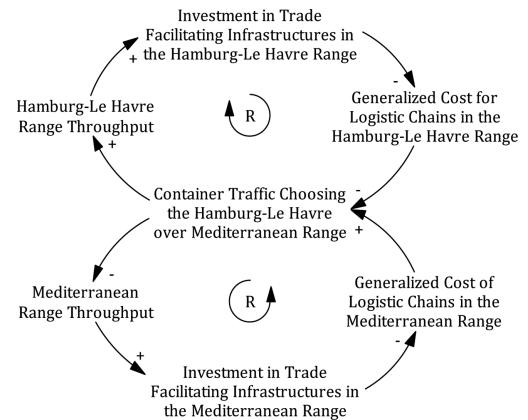 Investment in Trade
Facilitating Infrastructures in
the Hamburg-Le Havre Range
+
-
Hamburg-Le Havre
Range Throughput
+
R
Generalized Cost for
Logistic Chains in the
Hamburg-Le Havre Range
-
Container Traffic Choosing
the Hamburg-Le Havre
over Mediterranean Range
+
-
Mediterranean
Range Throughput
R
Generalized Cost of
Logistic Chains in the
Mediterranean Range
+
-
Investment in Trade
Facilitating Infrastructures in
the Mediterranean Range